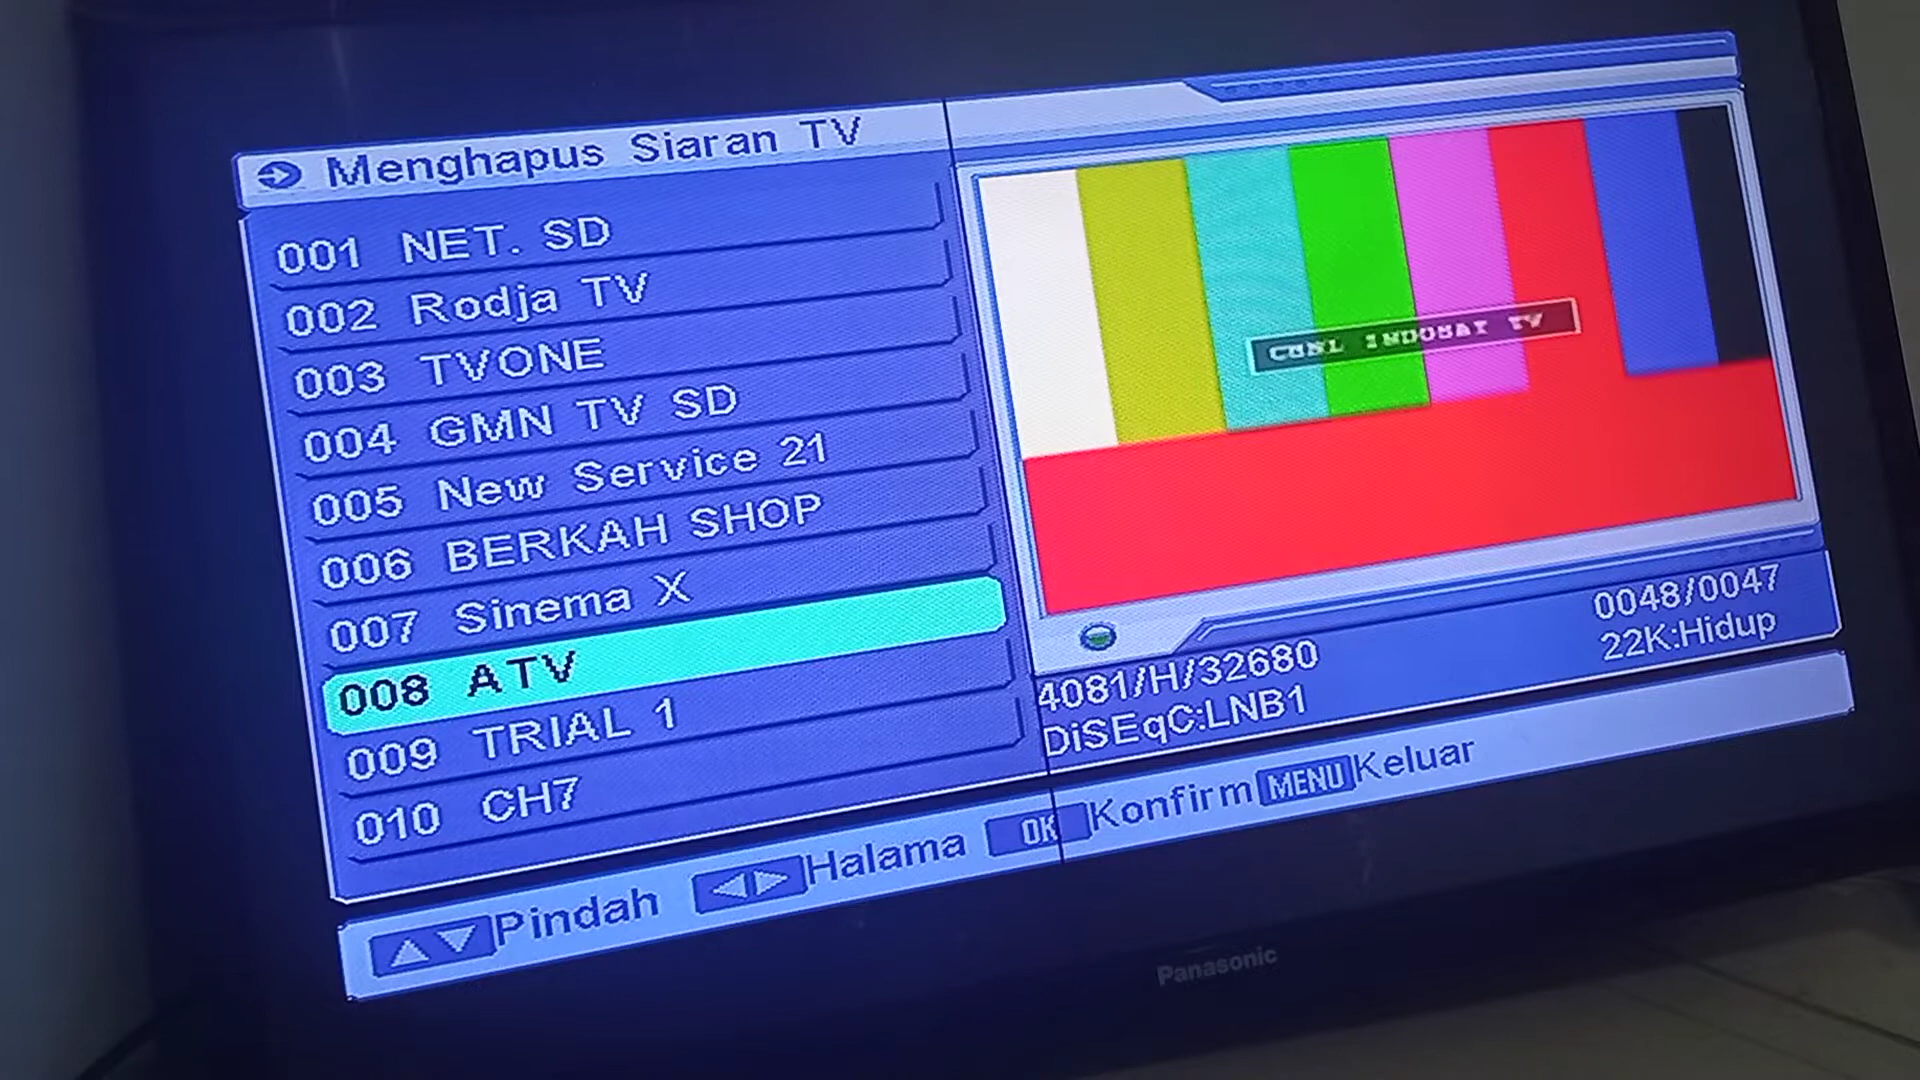 Menghapus Siaran TV
001 NET. SD
002 Rodja TV
003 TVONE
004 GMN TV SD
005 New Service 21
006 BERKAH SHOP
007 Sinema X
008 ATV
009 TRIAL 1
010 CH7
INDOSAT TV
0048/0047
4081/H/32680
22K:Hidup
DiSEqC:LNB1
Pindah Halama OK Konfirm MENU Keluar
Panasonic